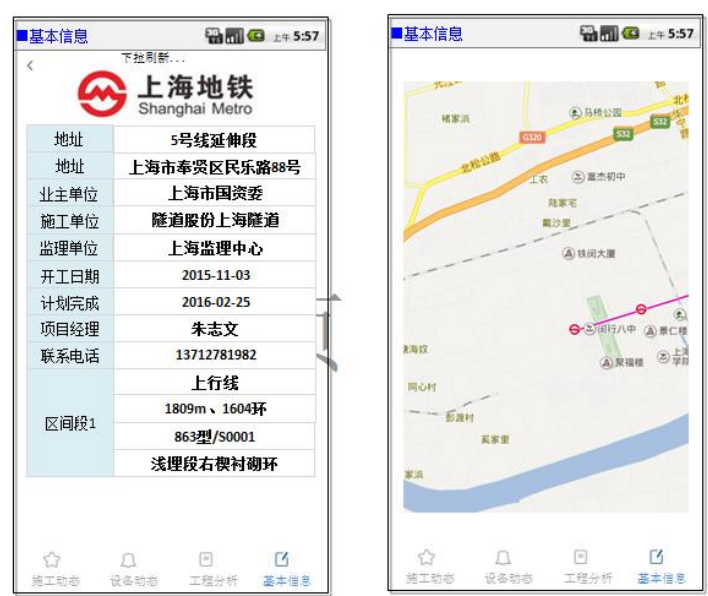 ■基本信息
上午 5:57
下拉刷新...
上海地铁
Shanghai Metro
地址 5号线延伸段
地址 上海市奉贤区民乐路88号
业主单位 上海市国资委
施工单位 隧道股份上海隧道
监理单位 上海监理中心
开工日期 2015-11-03
计划完成 2016-02-25
项目经理 朱志文
联系电话 13712781982
区间段1
上行线
1809m、1604环
863型/S0001
浅埋段右楔衬砌环
施工动态 设备动态 工程分析 基本信息
■基本信息
上午 5:57
褚家浜
马桥公园
S32
G320
S32
北松公路
工农
富杰初中
陆家宅
戴沙里
铁闵大厦
闵行八中
景仁楼
聚福楼
上海
学院
同心村
彭渡村
奚家里
家浜
施工动态 设备动态 工程分析 基本信息